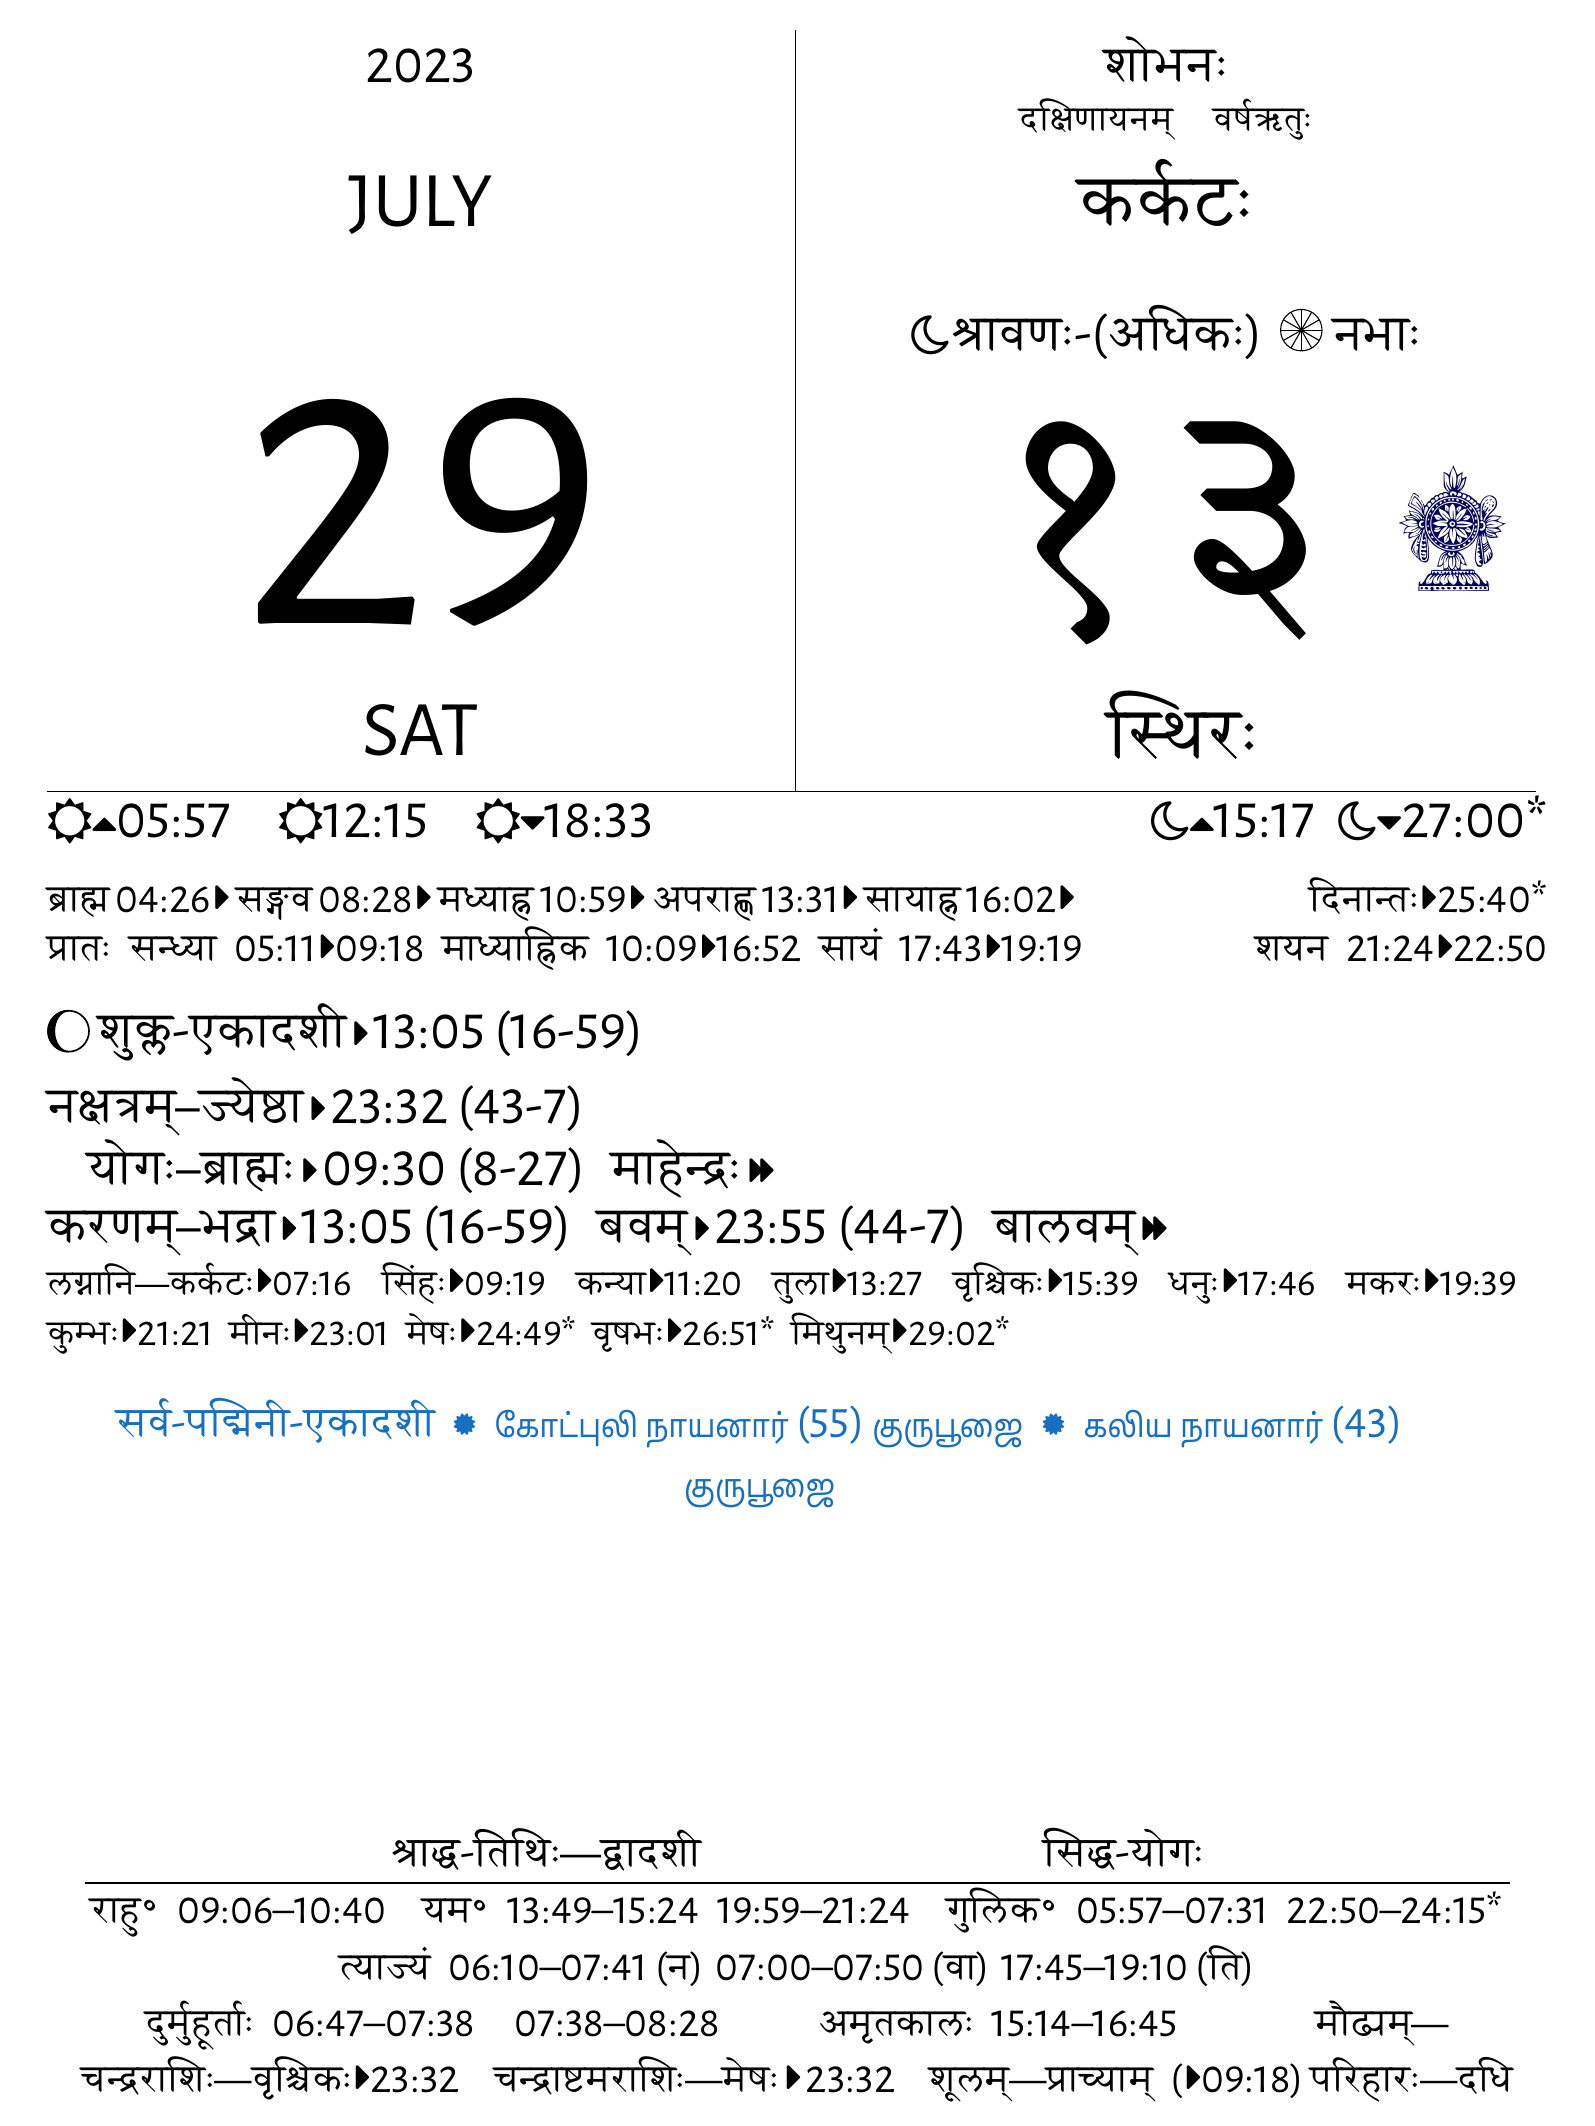 2023
JULY
29
SAT
शोभनः
दक्षिणायनम् वर्षऋतुः
कर्कटः
श्रावणः-(अधिकः) नभाः
१३
स्थिरः
05:57 12:15 18:33 15:17 27:00*
ब्राह्म 04:26 सङ्गव 08:28 मध्याह्न 10:59 अपराह्ण 13:31 सायाह्न 16:02 दिनान्तः 25:40*
प्रातः सन्ध्या 05:11 09:18 माध्याह्निक 10:09 16:52 सायं 17:43 19:19 शयन 21:24 22:50
शुक्ल-एकादशी 13:05 (16-59)
नक्षत्रम्–ज्येष्ठा 23:32 (43-7)
योगः–ब्राह्मः 09:30 (8-27) माहेन्द्रः
करणम्–भद्रा 13:05 (16-59) बवम् 23:55 (44-7) बालवम्
लग्नानि—कर्कटः 07:16 सिंहः 09:19 कन्या 11:20 तुला 13:27 वृश्चिकः 15:39 धनुः 17:46 मकरः 19:39
कुम्भः 21:21 मीनः 23:01 मेषः 24:49* वृषभः 26:51* मिथुनम् 29:02*
सर्व-पद्मिनी-एकादशी ✹ கோட்புலி நாயனார் (55) குருபூஜை ✹ கலிய நாயனார் (43)
குருபூஜை
श्राद्ध-तिथिः—द्वादशी सिद्ध-योगः
राहु॰ 09:06–10:40 यम॰ 13:49–15:24 19:59–21:24 गुलिक॰ 05:57–07:31 22:50–24:15*
त्याज्यं 06:10–07:41 (न) 07:00–07:50 (वा) 17:45–19:10 (ति)
दुर्मुहूर्ताः 06:47–07:38 07:38–08:28 अमृतकालः 15:14–16:45 मौढ्यम्—
चन्द्रराशिः—वृश्चिकः 23:32 चन्द्राष्टमराशिः—मेषः 23:32 शूलम्—प्राच्याम् (09:18) परिहारः—दधि